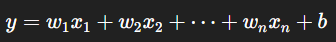 y = w₁x₁ + w₂x₂ + ⋯ + wₙxₙ + b